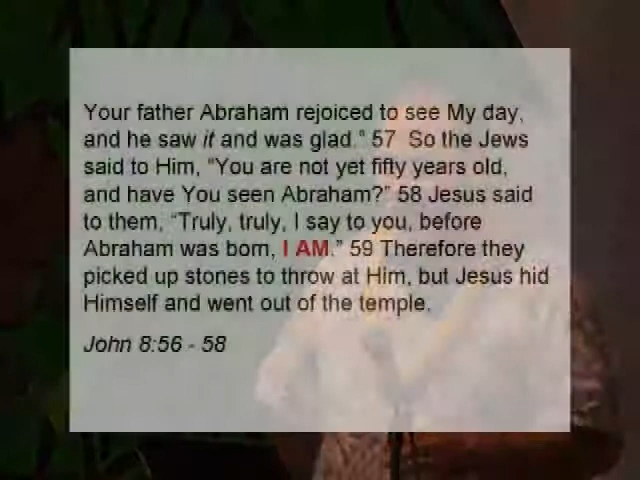 Your father Abraham rejoiced to see My day,
and he saw it and was glad." 57 So the Jews
said to Him, "You are not yet fifty years old,
and have You seen Abraham?" 58 Jesus said
to them, "Truly, truly, I say to you, before
Abraham was born, I AM." 59 Therefore they
picked up stones to throw at Him, but Jesus hid
Himself and went out of the temple.
John 8:56 - 58